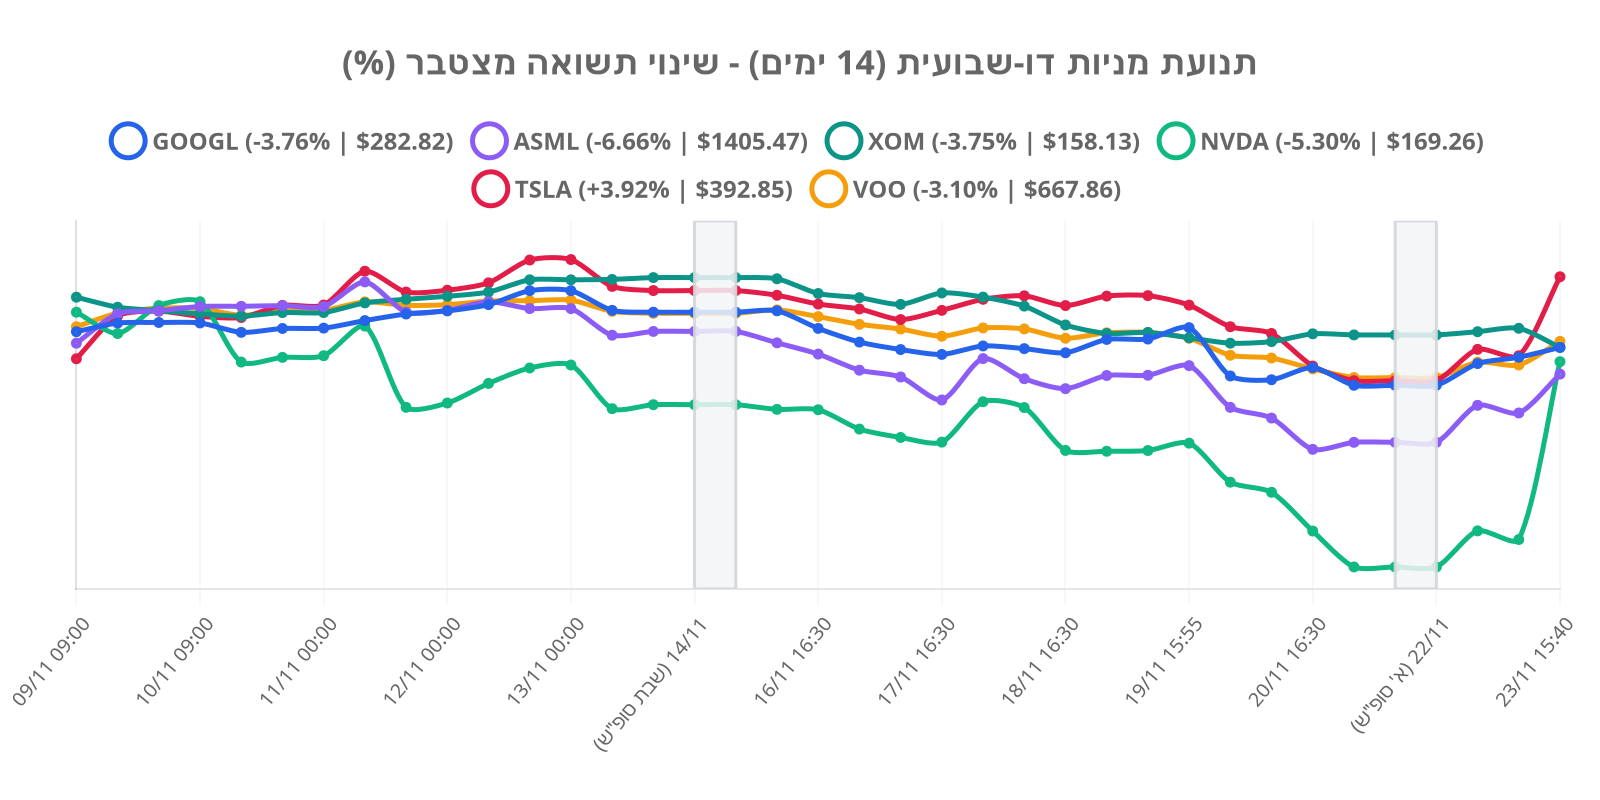 תנועת מניות דו-שבועית (14 ימים) - שינוי תשואה מצטבר (%)
GOOGL (-3.76% | $282.82) ASML (-6.66% | $1405.47) XOM (-3.75% | $158.13) NVDA (-5.30% | $169.26)
TSLA (+3.92% | $392.85) VOO (-3.10% | $667.86)
09/11 09:00
10/11 09:00
11/11 00:00
12/11 00:00
13/11 00:00
14/11 (שבת סופ"ש)
16/11 16:30
17/11 16:30
18/11 16:30
19/11 15:55
20/11 16:30
22/11 (א' סופ"ש)
23/11 15:40